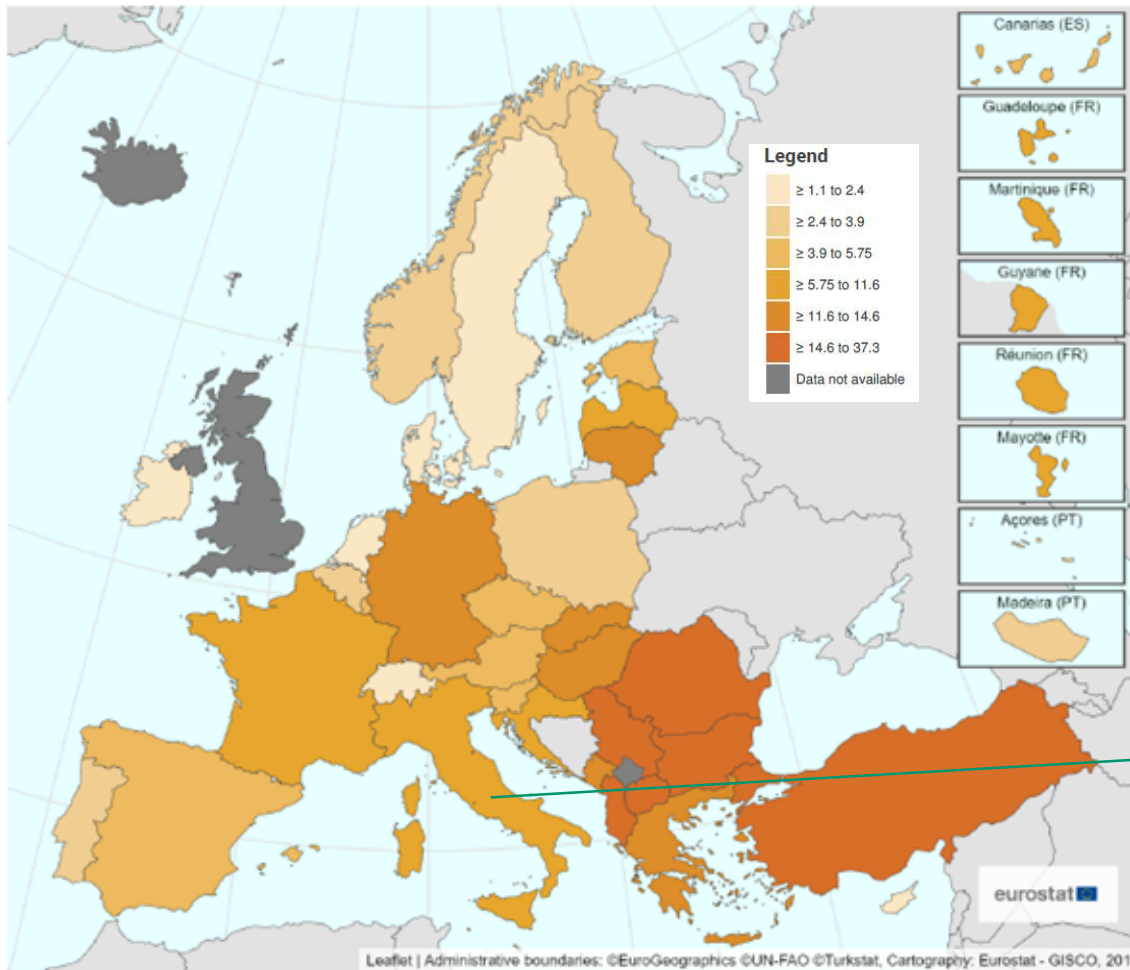 Canarias (ES)
Guadeloupe (FR)
Martinique (FR)
Guyane (FR)
Réunion (FR)
Mayotte (FR)
Açores (PT)
Madeira (PT)
Legend
≥ 1.1 to 2.4
≥ 2.4 to 3.9
≥ 3.9 to 5.75
≥ 5.75 to 11.6
≥ 11.6 to 14.6
≥ 14.6 to 37.3
Data not available
eurostat
Leaflet | Administrative boundaries: ©EuroGeographics ©UN-FAO ©Turkstat, Cartography: Eurostat - GISCO, 201